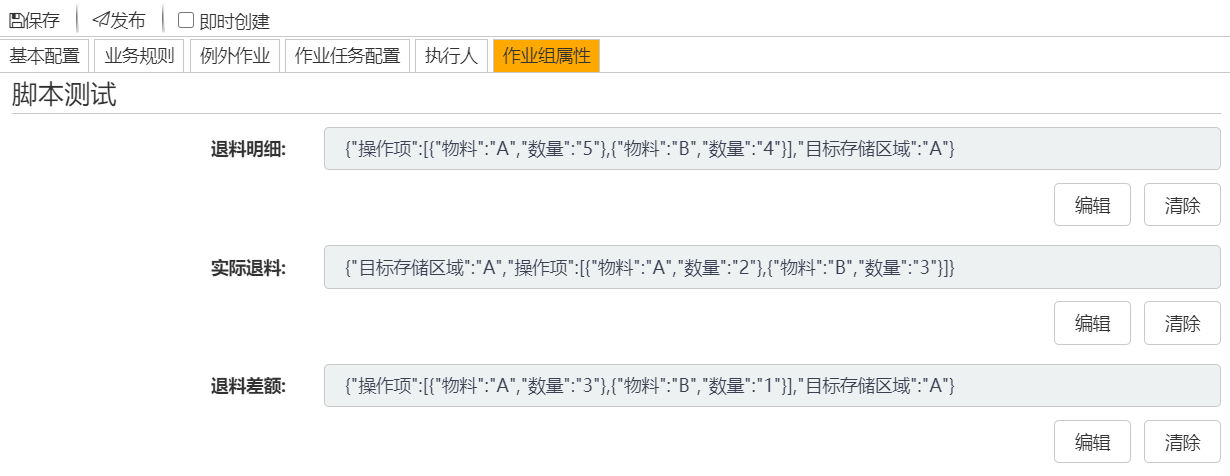 保存 发布 即时创建
基本配置 业务规则 例外作业 作业任务配置 执行人 作业组属性
脚本测试
退料明细: {"操作项":[{"物料":"A","数量":"5"},{"物料":"B","数量":"4"}],"目标存储区域":"A"}
编辑 清除
实际退料: {"目标存储区域":"A","操作项":[{"物料":"A","数量":"2"},{"物料":"B","数量":"3"}]}
编辑 清除
退料差额: {"操作项":[{"物料":"A","数量":"3"},{"物料":"B","数量":"1"}],"目标存储区域":"A"}
编辑 清除